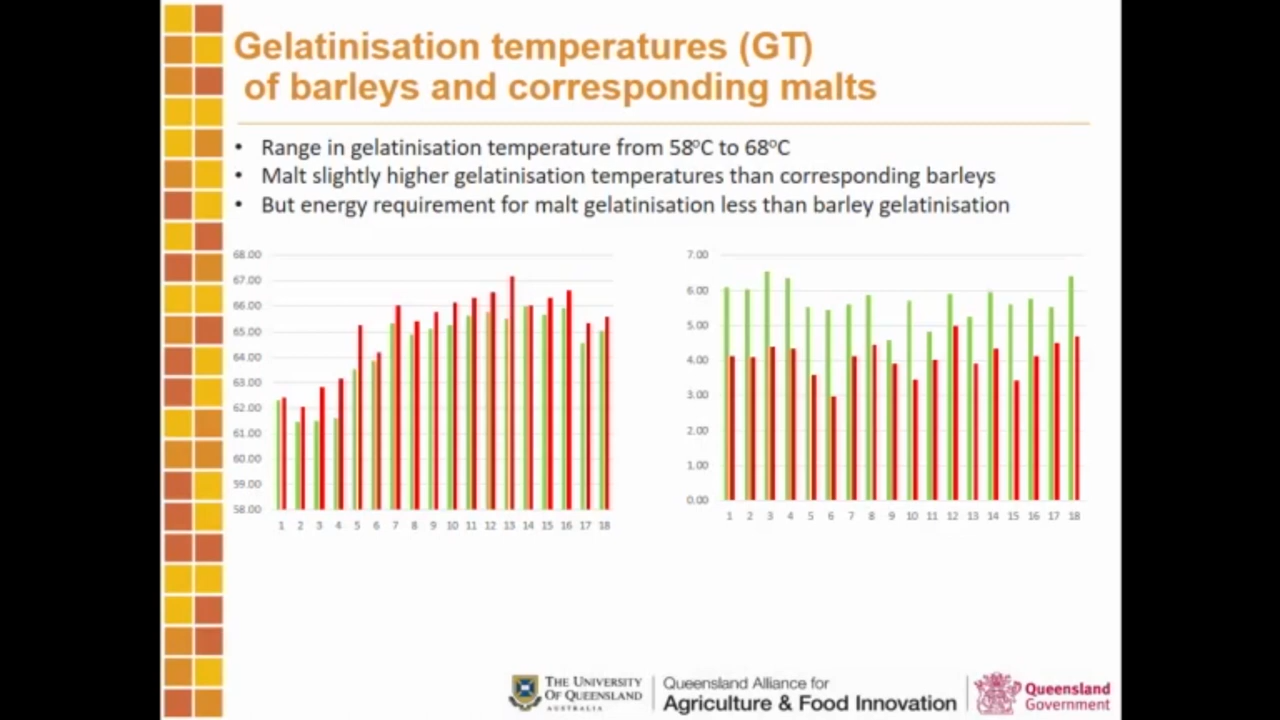 Gelatinisation temperatures (GT)
of barleys and corresponding malts
• Range in gelatinisation temperature from 58°C to 68°C
• Malt slightly higher gelatinisation temperatures than corresponding barleys
• But energy requirement for malt gelatinisation less than barley gelatinisation
68.00
67.00
66.00
65.00
64.00
63.00
62.00
61.00
60.00
59.00
58.00
1 2 3 4 5 6 7 8 9 10 11 12 13 14 15 16 17 18
7.00
6.00
5.00
4.00
3.00
2.00
1.00
0.00
1 2 3 4 5 6 7 8 9 10 11 12 13 14 15 16 17 18
THE UNIVERSITY
OF QUEENSLAND
AUSTRALIA
Queensland Alliance for
Agriculture & Food Innovation
Queensland
Government